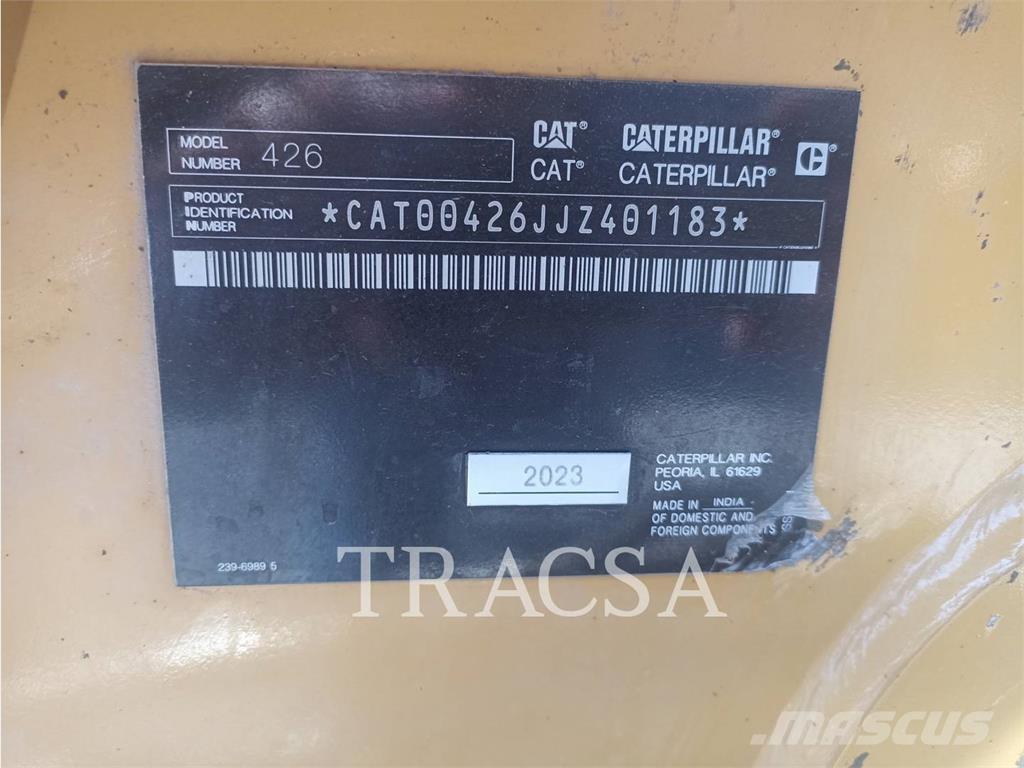 MODEL
NUMBER 426
CAT® CATERPILLAR®
CAT® CATERPILLAR®
PRODUCT
IDENTIFICATION
NUMBER *CAT00426JJZ401183*
2023
CATERPILLAR INC.
PEORIA, IL 61629
USA
MADE IN INDIA
OF DOMESTIC AND
FOREIGN COMPONENTS
239-6989 5
TRACSA
MASCUS